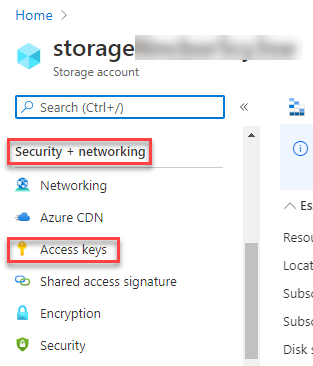 Home >
storage
Storage account
Search (Ctrl+/)
«
Security + networking
Networking
Azure CDN
Access keys
Shared access signature
Encryption
Security
Es
Resou
Locat
Subsc
Subsc
Disk s